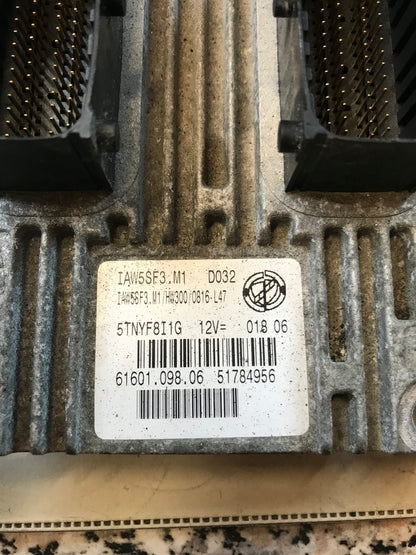 IAW5SF3.M1 D032
IAW5SF3.M1/HW300/0816-L47
5TNYF8I1G 12V= 018 06
61601.098.06 51784956